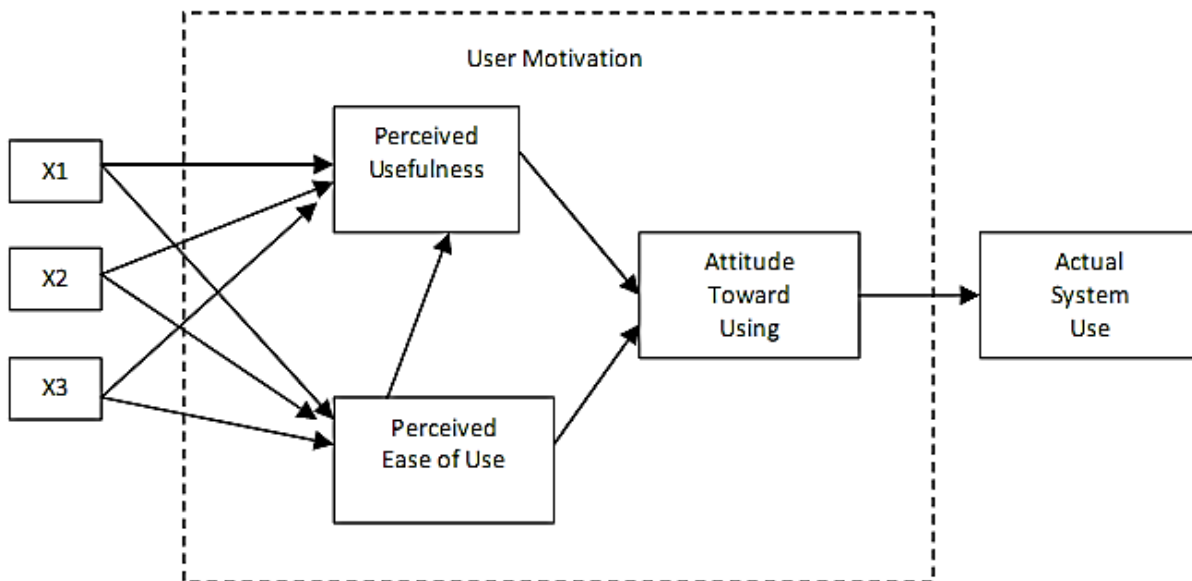 User Motivation
X1
X2
X3
Perceived
Usefulness
Perceived
Ease of Use
Attitude
Toward
Using
Actual
System
Use